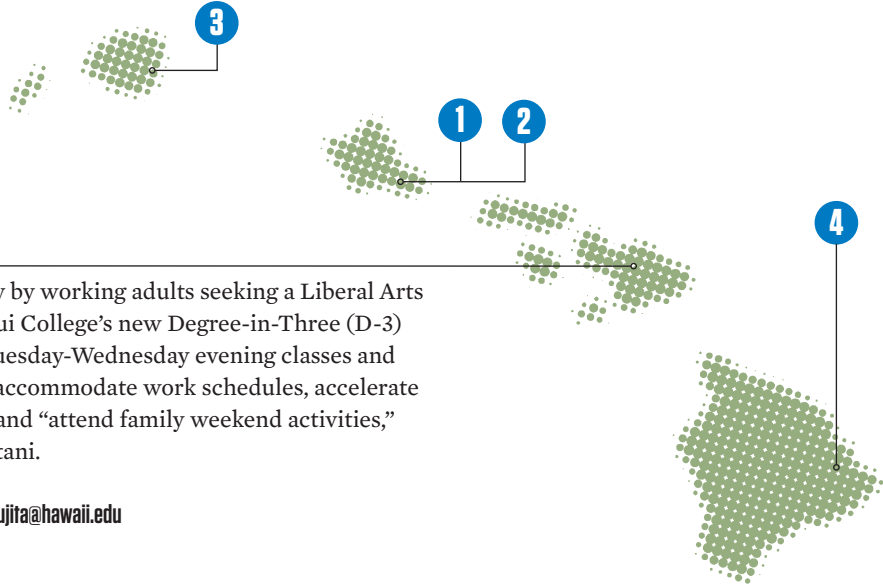 3
1 2
4
y by working adults seeking a Liberal Arts
ui College’s new Degree-in-Three (D-3)
uesday-Wednesday evening classes and
accommodate work schedules, accelerate
and “attend family weekend activities,”
tani.
ujita@hawaii.edu